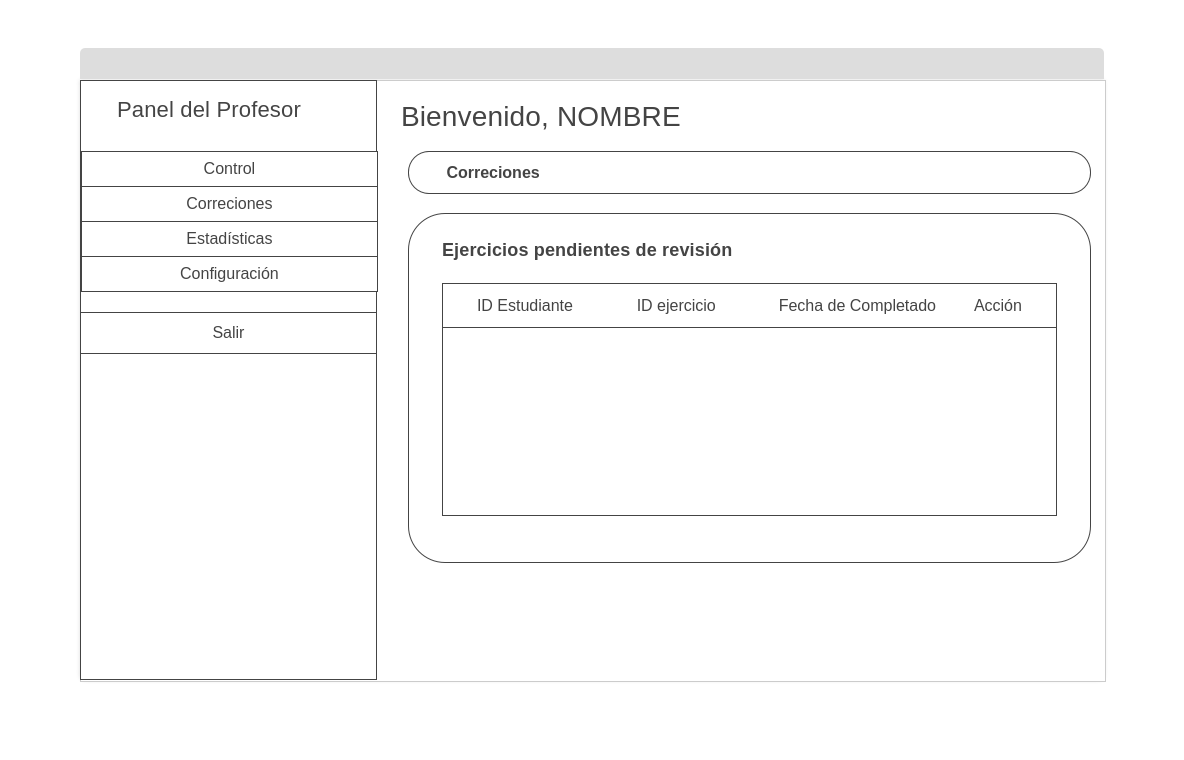 Panel del Profesor
Control
Correciones
Estadísticas
Configuración
Salir
Bienvenido, NOMBRE
Correciones
Ejercicios pendientes de revisión
ID Estudiante ID ejercicio Fecha de Completado Acción